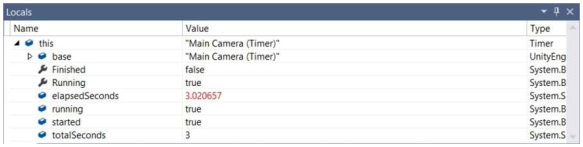 Locals
Name Value Type
this "Main Camera (Timer)" Timer
base "Main Camera (Timer)" UnityEng
Finished false System.B
Running true System.B
elapsedSeconds 3.020657 System.S
running true System.B
started true System.B
totalSeconds 3 System.S